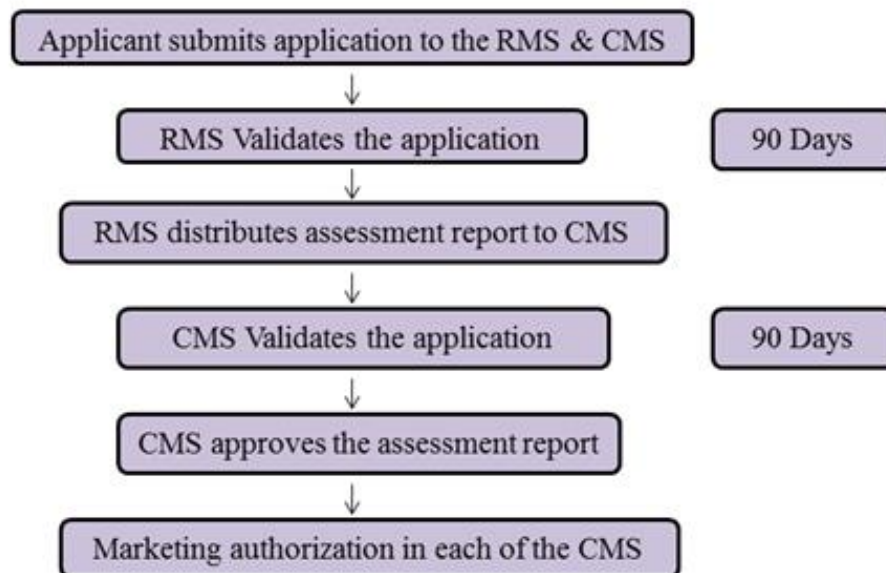 Applicant submits application to the RMS & CMS
RMS Validates the application
90 Days
RMS distributes assessment report to CMS
CMS Validates the application
90 Days
CMS approves the assessment report
Marketing authorization in each of the CMS